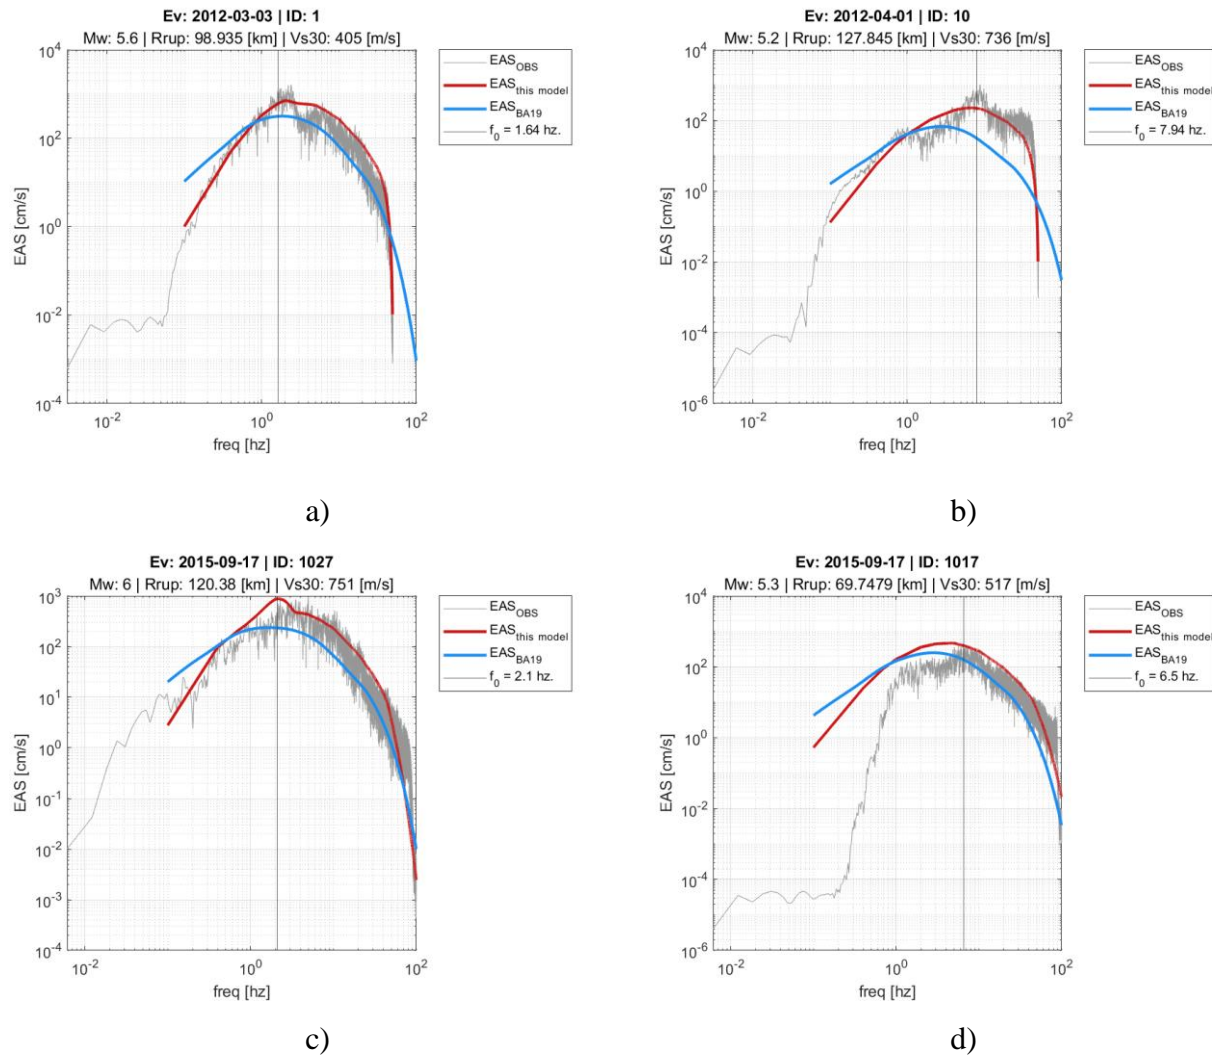 Ev: 2012-03-03 | ID: 1
Mw: 5.6 | Rrup: 98.935 [km] | Vs30: 405 [m/s]
10^4
10^2
10^0
10^-2
10^-4
EAS [cm/s]
10^-2
10^0
10^2
freq [hz]
EAS_OBS
EAS_this model
EAS_BA19
f_0 = 1.64 hz.
a)
Ev: 2012-04-01 | ID: 10
Mw: 5.2 | Rrup: 127.845 [km] | Vs30: 736 [m/s]
10^4
10^2
10^0
10^-2
10^-4
10^-6
EAS [cm/s]
10^-2
10^0
10^2
freq [hz]
EAS_OBS
EAS_this model
EAS_BA19
f_0 = 7.94 hz.
b)
Ev: 2015-09-17 | ID: 1027
Mw: 6 | Rrup: 120.38 [km] | Vs30: 751 [m/s]
10^3
10^2
10^1
10^0
10^-1
10^-2
10^-3
10^-4
EAS [cm/s]
10^-2
10^0
10^2
freq [hz]
EAS_OBS
EAS_this model
EAS_BA19
f_0 = 2.1 hz.
c)
Ev: 2015-09-17 | ID: 1017
Mw: 5.3 | Rrup: 69.7479 [km] | Vs30: 517 [m/s]
10^4
10^2
10^0
10^-2
10^-4
10^-6
EAS [cm/s]
10^-2
10^0
10^2
freq [hz]
EAS_OBS
EAS_this model
EAS_BA19
f_0 = 6.5 hz.
d)